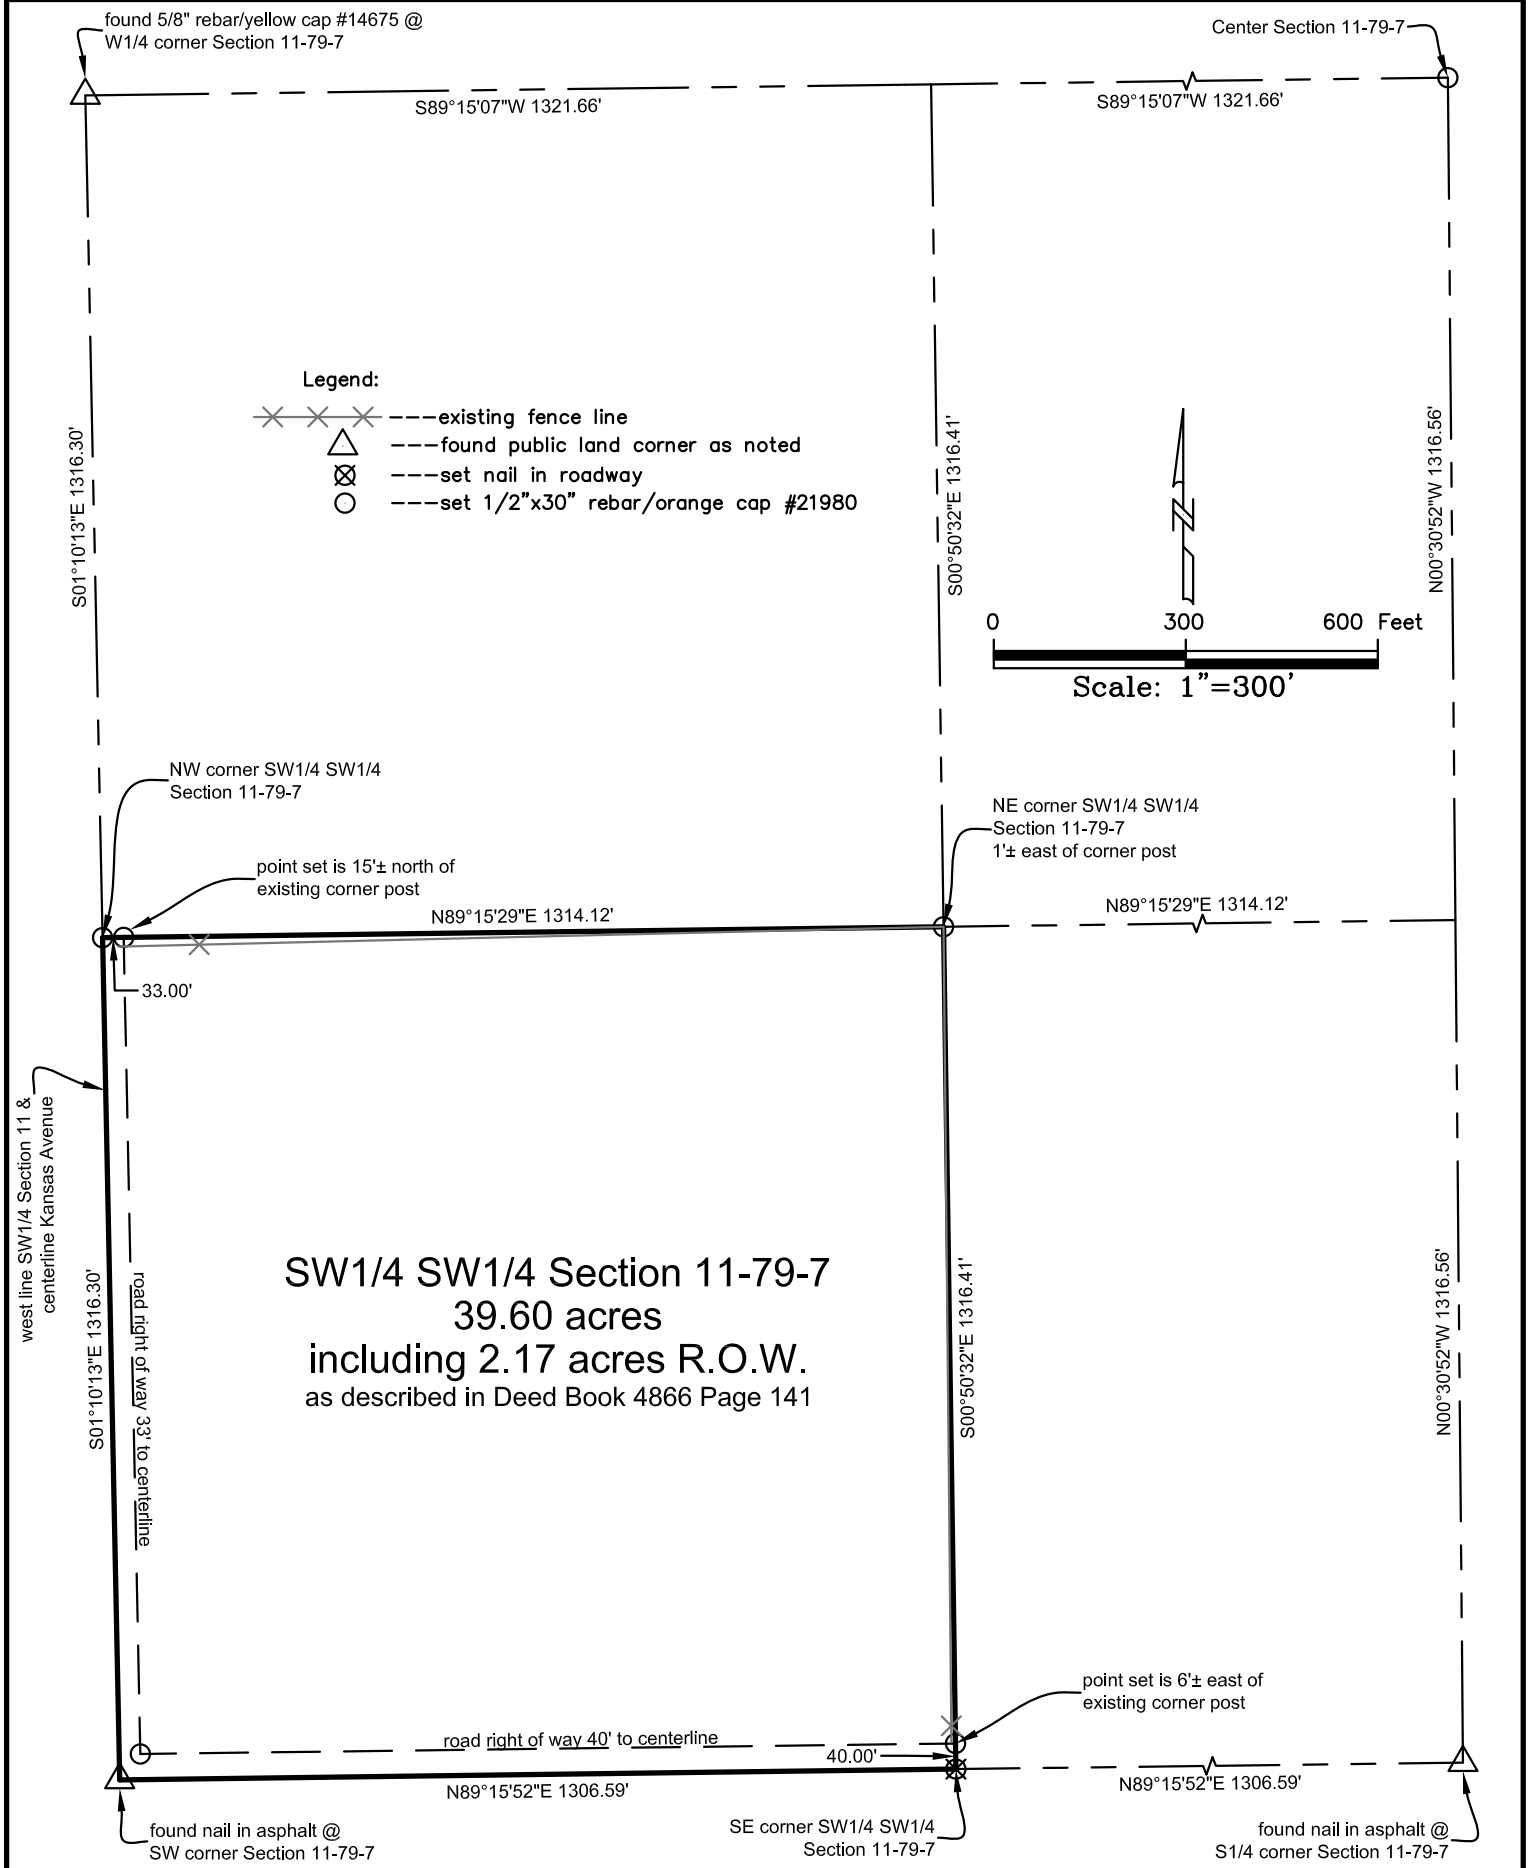 found 5/8" rebar/yellow cap #14675 @
W1/4 corner Section 11-79-7
Center Section 11-79-7
S89°15'07"W 1321.66'
S89°15'07"W 1321.66'
S01°10'13"E 1316.30'
S00°50'32"E 1316.41'
N00°30'52"W 1316.56'
Legend:
---existing fence line
---found public land corner as noted
---set nail in roadway
---set 1/2"x30" rebar/orange cap #21980
N
0 300 600 Feet
Scale: 1"=300'
NW corner SW1/4 SW1/4
Section 11-79-7
NE corner SW1/4 SW1/4
Section 11-79-7
1'± east of corner post
point set is 15'± north of
existing corner post
N89°15'29"E 1314.12'
N89°15'29"E 1314.12'
33.00'
west line SW1/4 Section 11 &
centerline Kansas Avenue
S01°10'13"E 1316.30'
road right of way 33' to centerline
SW1/4 SW1/4 Section 11-79-7
39.60 acres
including 2.17 acres R.O.W.
as described in Deed Book 4866 Page 141
S00°50'32"E 1316.41'
N00°30'52"W 1316.56'
point set is 6'± east of
existing corner post
road right of way 40' to centerline
40.00'
N89°15'52"E 1306.59'
N89°15'52"E 1306.59'
found nail in asphalt @
SW corner Section 11-79-7
SE corner SW1/4 SW1/4
Section 11-79-7
found nail in asphalt @
S1/4 corner Section 11-79-7